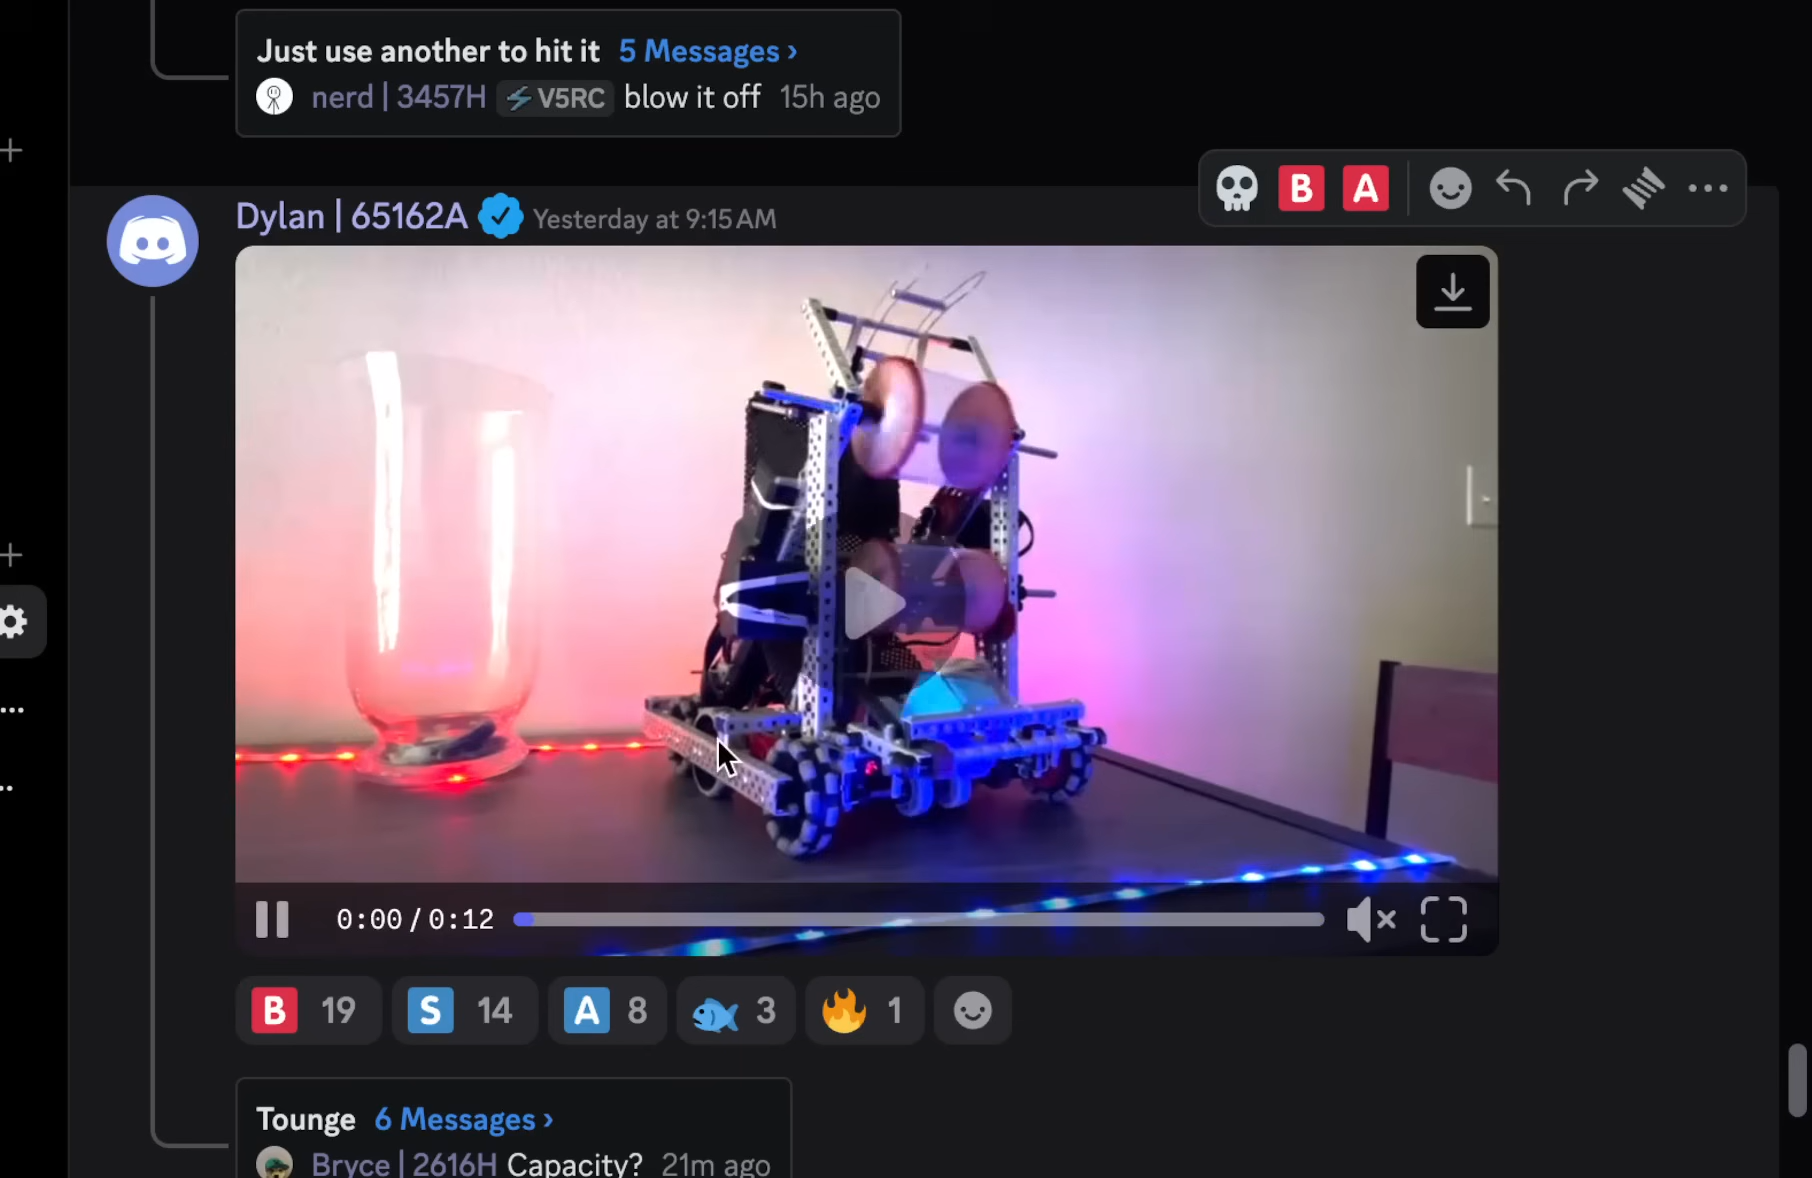 Just use another to hit it 5 Messages ›
nerd | 3457H V5RC blow it off 15h ago
B A
Dylan | 65162A Yesterday at 9:15 AM
0:00 / 0:12
B 19 S 14 A 8 3 1
Tounge 6 Messages ›
Bryce | 2616H Capacity? 21m ago